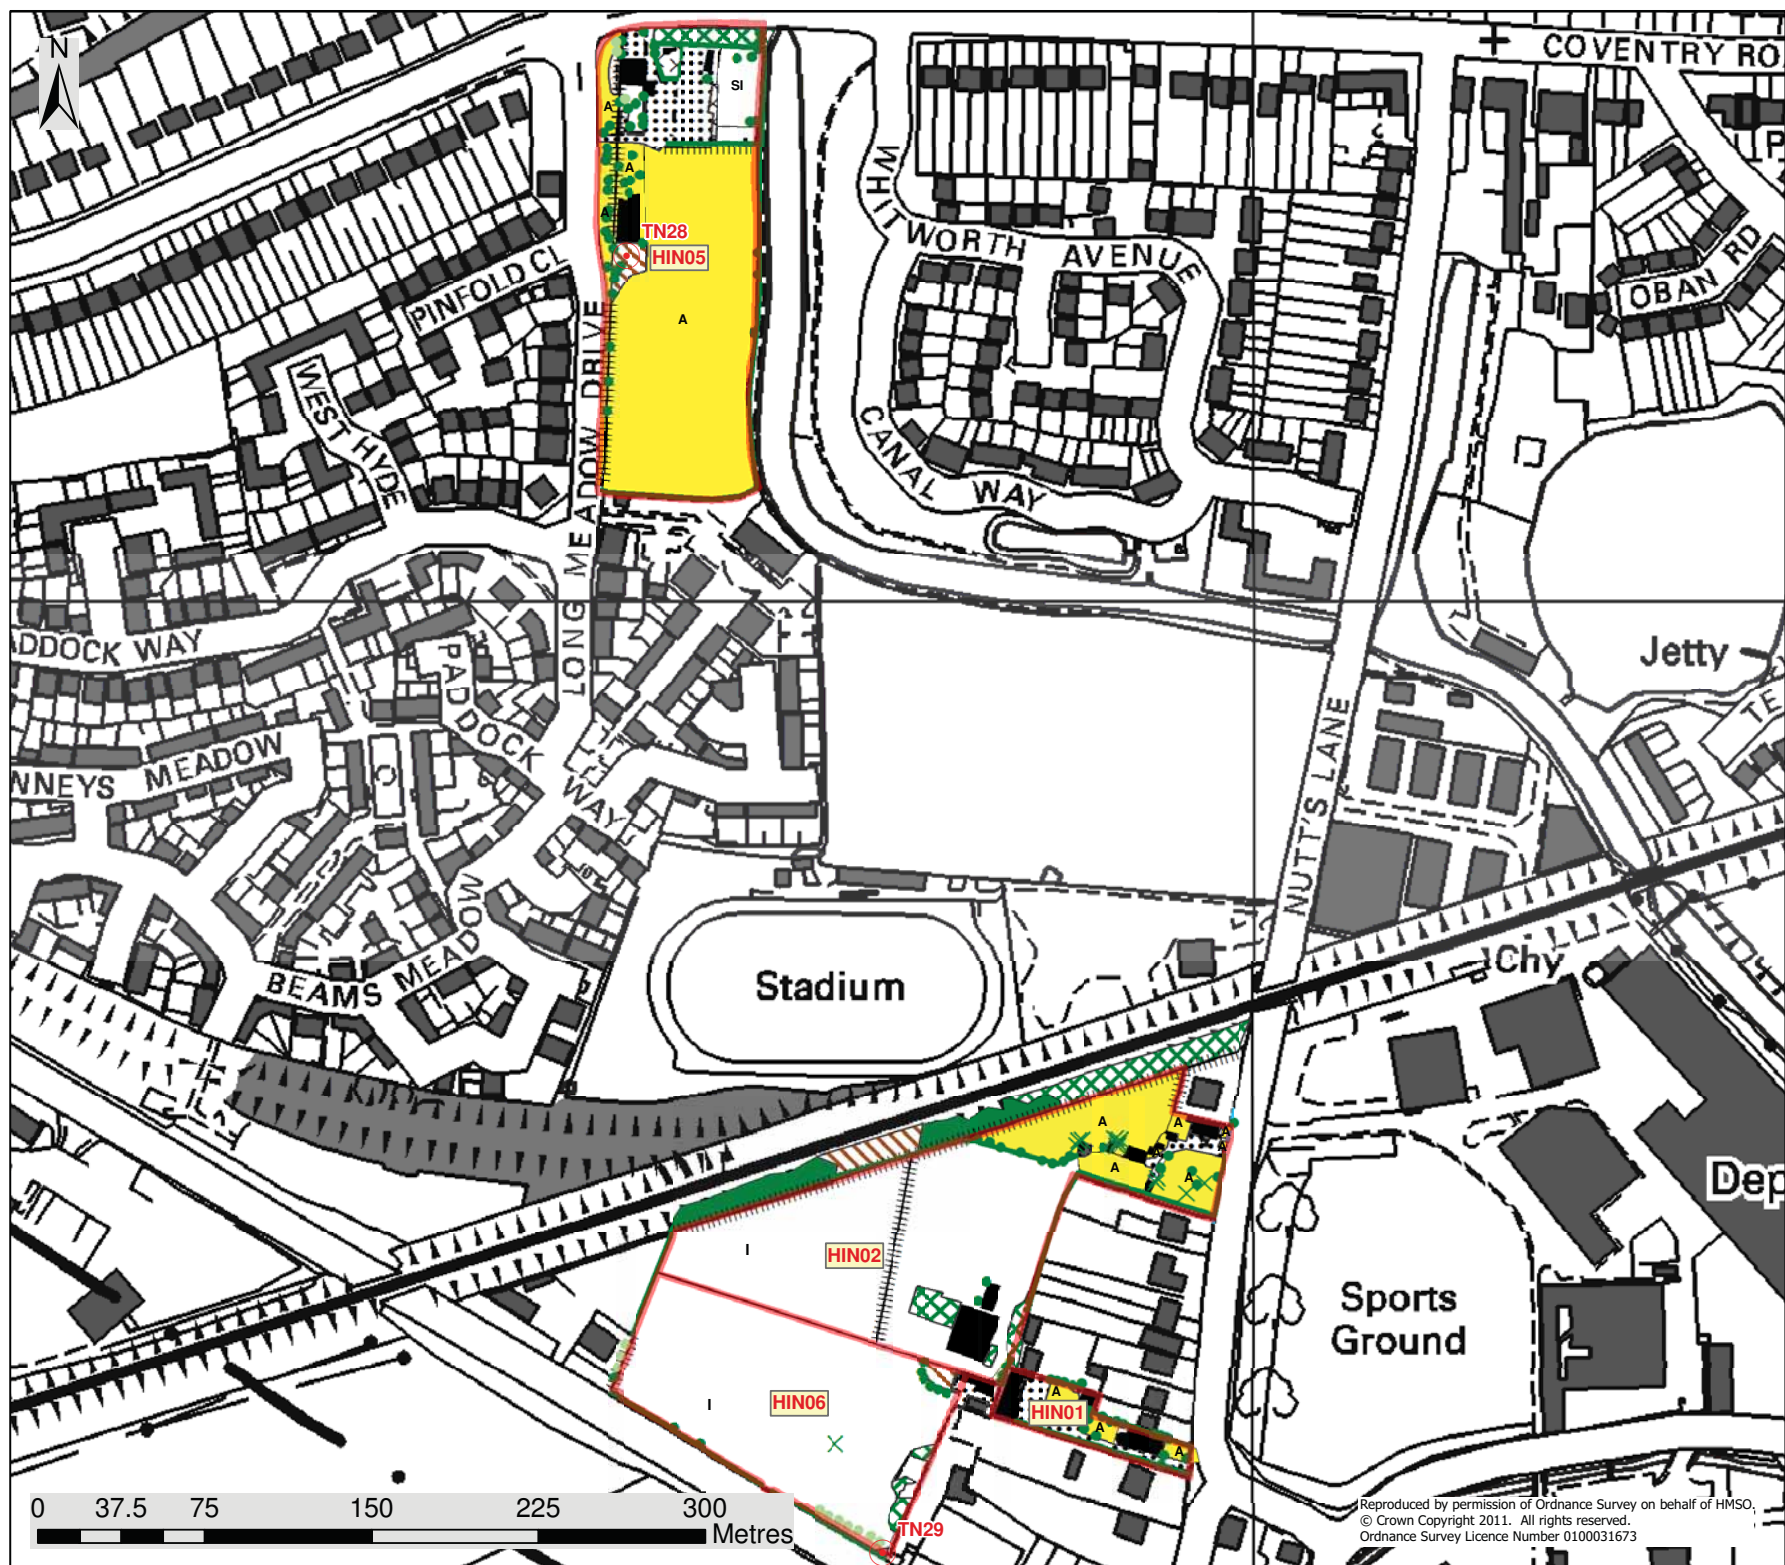 N
COVENTRY RO
SI
A
A
A
TN28
HIN05
A
WHITWORTH AVENUE
OBAN RD
PINFOLD CL
WEST HYDE
LONG MEADOW DRIVE
CANAL WAY
ADDOCK WAY
PADDOCK WAY
Jetty
TE
WNEYS MEADOW
NUTT'S LANE
BEAMS MEADOW
Stadium
Chy
A
A
A
A
A
A
A
Dep
I
HIN02
Sports
Ground
I
HIN06
A
HIN01
A
A
TN29
0 37.5 75 150 225 300
Metres
Reproduced by permission of Ordnance Survey on behalf of HMSO.
© Crown Copyright 2011. All rights reserved.
Ordnance Survey Licence Number 0100031673